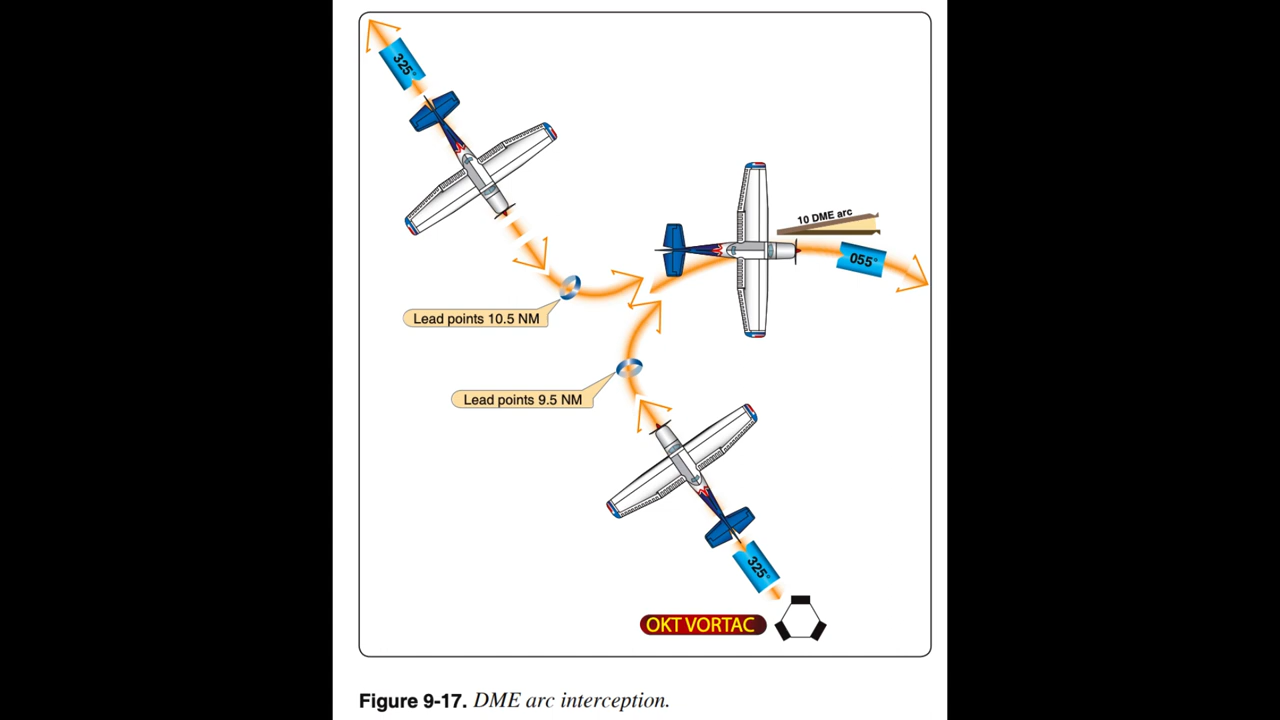 325°
10 DME arc
055°
Lead points 10.5 NM
Lead points 9.5 NM
325°
OKT VORTAC
Figure 9-17. DME arc interception.